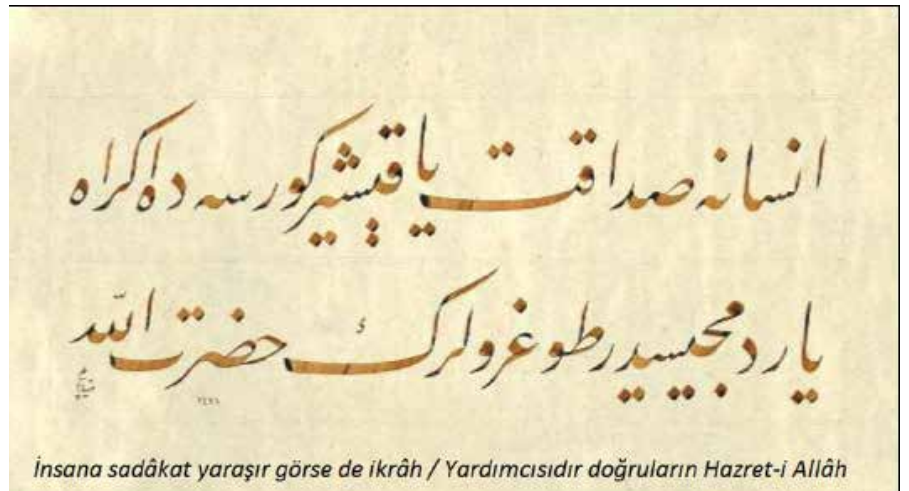 انسانه صداقت یاقیشیر کورسه ده اکراه
یاردمجیسیدر طوغرولرڭ حضرت الله
İnsana sadâkat yaraşır görse de ikrâh / Yardımcısıdır doğruların Hazret-i Allâh